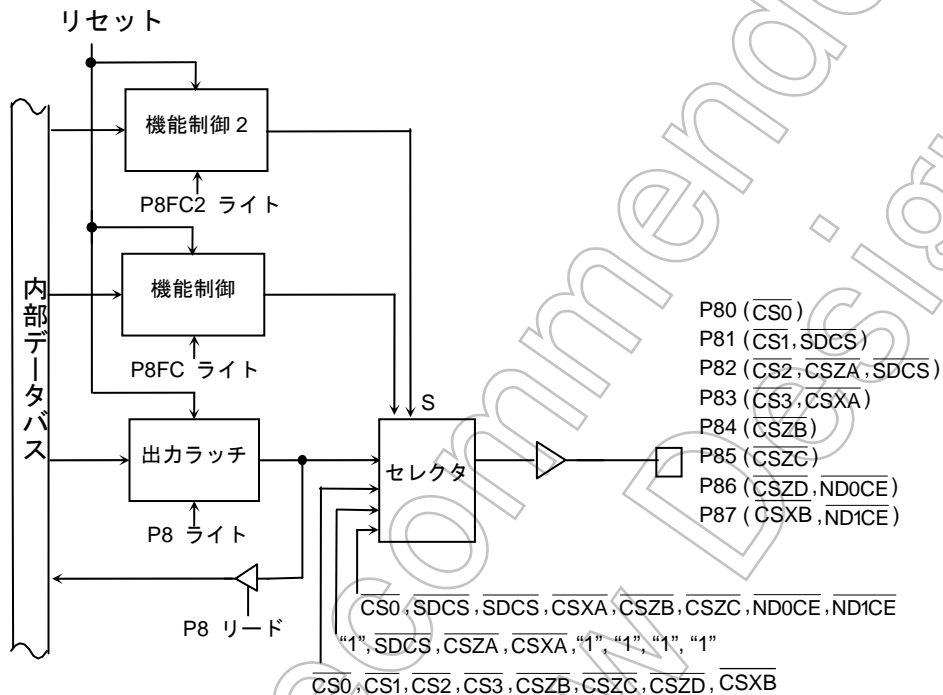 リセット
機能制御 2
P8FC2 ライト
機能制御
P8FC ライト
内部データバス
出力ラッチ
P8 ライト
P8 リード
S
セレクタ
P80 (CS0)
P81 (CS1, SDCS)
P82 (CS2, CSZA, SDCS)
P83 (CS3, CSXA)
P84 (CSZB)
P85 (CSZC)
P86 (CSZD, ND0CE)
P87 (CSXB, ND1CE)
CS0, SDCS, SDCS, CSXA, CSZB, CSZC, ND0CE, ND1CE
“1”, SDCS, CSZA, CSXA, “1”, “1”, “1”, “1”
CS0, CS1, CS2, CS3, CSZB, CSZC, CSZD, CSXB
ecommende
w Desig